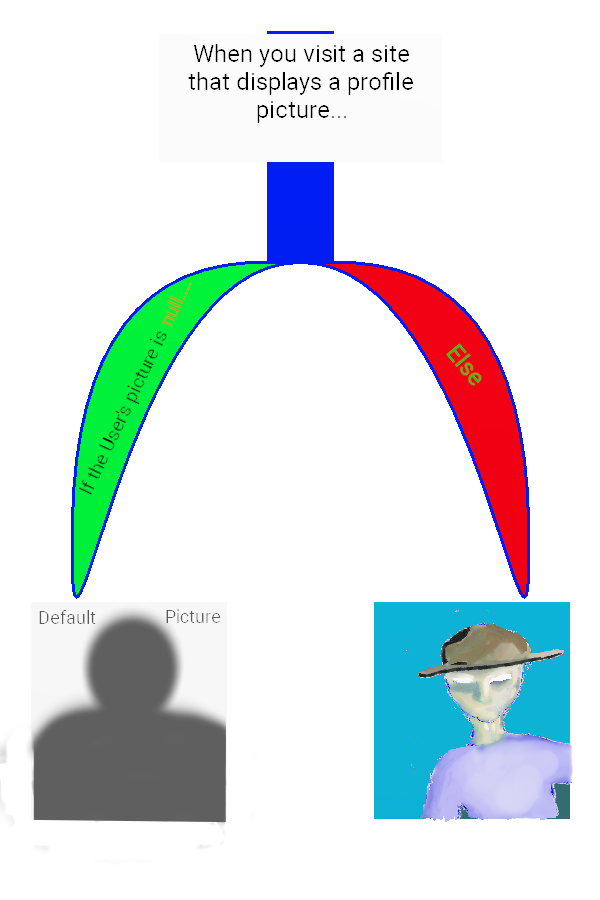 When you visit a site
that displays a profile
picture...
If the User's picture is null....
Else
Default Picture